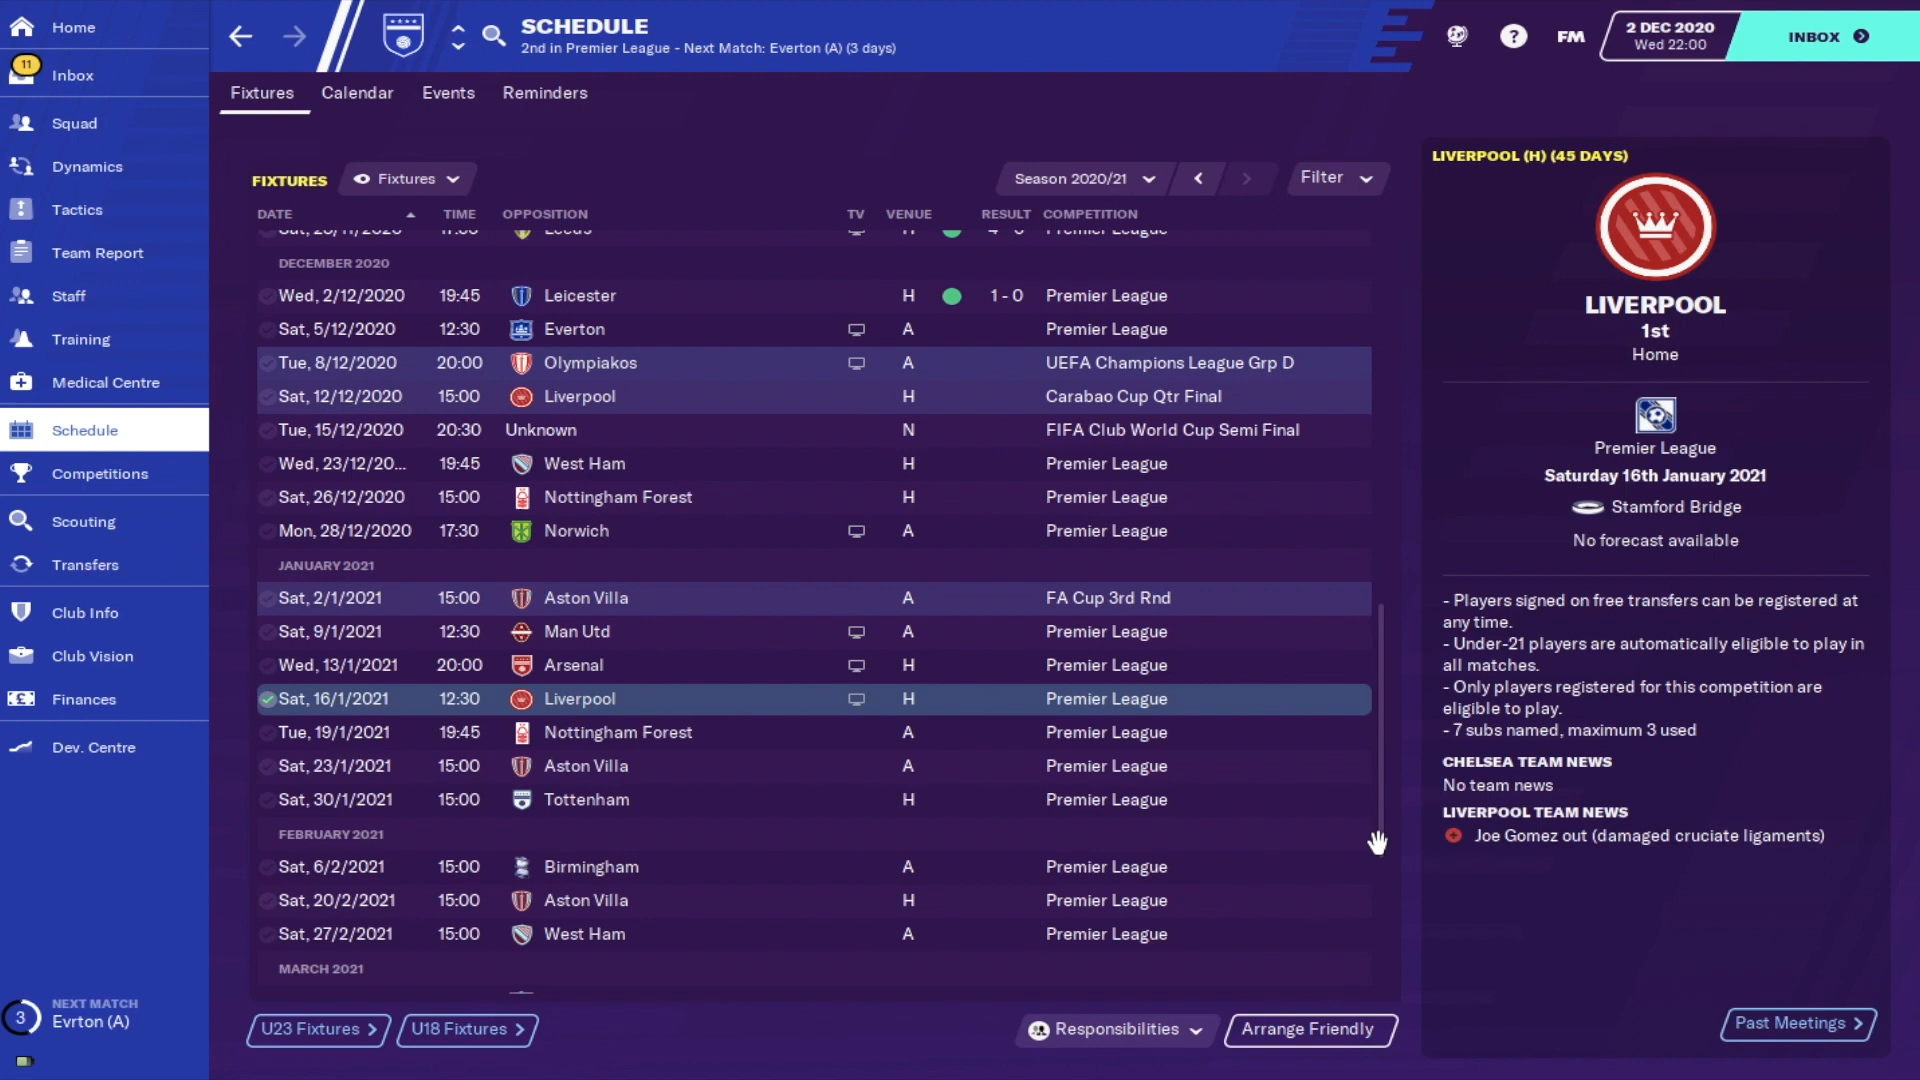 Home
11
Inbox
Squad
Dynamics
Tactics
Team Report
Staff
Training
Medical Centre
Schedule
Competitions
Scouting
Transfers
Club Info
Club Vision
Finances
Dev. Centre
3
NEXT MATCH
Evrton (A)
SCHEDULE
2nd in Premier League - Next Match: Everton (A) (3 days)
FM
2 DEC 2020
Wed 22:00
INBOX
Fixtures Calendar Events Reminders
FIXTURES Fixtures Season 2020/21 Filter
DATE TIME OPPOSITION TV VENUE RESULT COMPETITION
Leeds Premier League
DECEMBER 2020
Wed, 2/12/2020 19:45 Leicester H 1 - 0 Premier League
Sat, 5/12/2020 12:30 Everton A Premier League
Tue, 8/12/2020 20:00 Olympiakos A UEFA Champions League Grp D
Sat, 12/12/2020 15:00 Liverpool H Carabao Cup Qtr Final
Tue, 15/12/2020 20:30 Unknown N FIFA Club World Cup Semi Final
Wed, 23/12/20... 19:45 West Ham H Premier League
Sat, 26/12/2020 15:00 Nottingham Forest H Premier League
Mon, 28/12/2020 17:30 Norwich A Premier League
JANUARY 2021
Sat, 2/1/2021 15:00 Aston Villa A FA Cup 3rd Rnd
Sat, 9/1/2021 12:30 Man Utd A Premier League
Wed, 13/1/2021 20:00 Arsenal H Premier League
Sat, 16/1/2021 12:30 Liverpool H Premier League
Tue, 19/1/2021 19:45 Nottingham Forest A Premier League
Sat, 23/1/2021 15:00 Aston Villa A Premier League
Sat, 30/1/2021 15:00 Tottenham H Premier League
FEBRUARY 2021
Sat, 6/2/2021 15:00 Birmingham A Premier League
Sat, 20/2/2021 15:00 Aston Villa H Premier League
Sat, 27/2/2021 15:00 West Ham A Premier League
MARCH 2021
U23 Fixtures U18 Fixtures Responsibilities Arrange Friendly
LIVERPOOL (H) (45 DAYS)
LIVERPOOL
1st
Home
Premier League
Saturday 16th January 2021
Stamford Bridge
No forecast available
- Players signed on free transfers can be registered at
any time.
- Under-21 players are automatically eligible to play in
all matches.
- Only players registered for this competition are
eligible to play.
- 7 subs named, maximum 3 used
CHELSEA TEAM NEWS
No team news
LIVERPOOL TEAM NEWS
Joe Gomez out (damaged cruciate ligaments)
Past Meetings